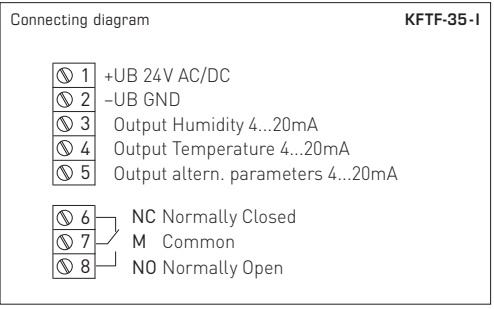 Connecting diagram KFTF-35-I
1 +UB 24V AC/DC
2 –UB GND
3 Output Humidity 4...20mA
4 Output Temperature 4...20mA
5 Output altern. parameters 4...20mA
6 NC Normally Closed
7 M Common
8 NO Normally Open